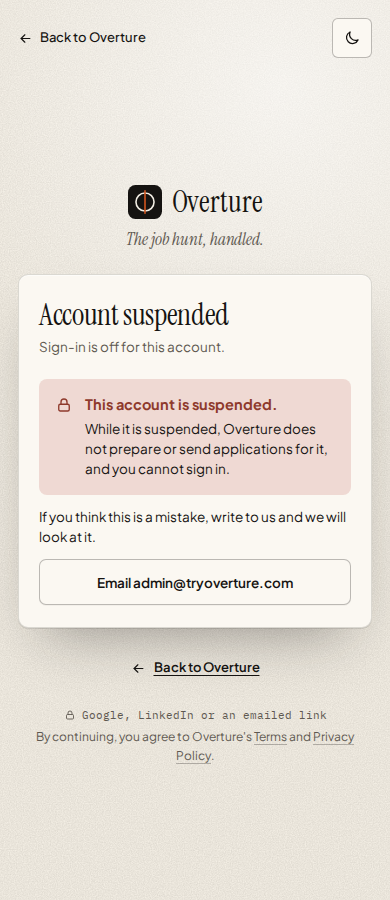 ← Back to Overture
Overture
The job hunt, handled.
Account suspended
Sign-in is off for this account.
This account is suspended.
While it is suspended, Overture does
not prepare or send applications for it,
and you cannot sign in.
If you think this is a mistake, write to us and we will
look at it.
Email admin@tryoverture.com
← Back to Overture
Google, LinkedIn or an emailed link
By continuing, you agree to Overture's Terms and Privacy
Policy.